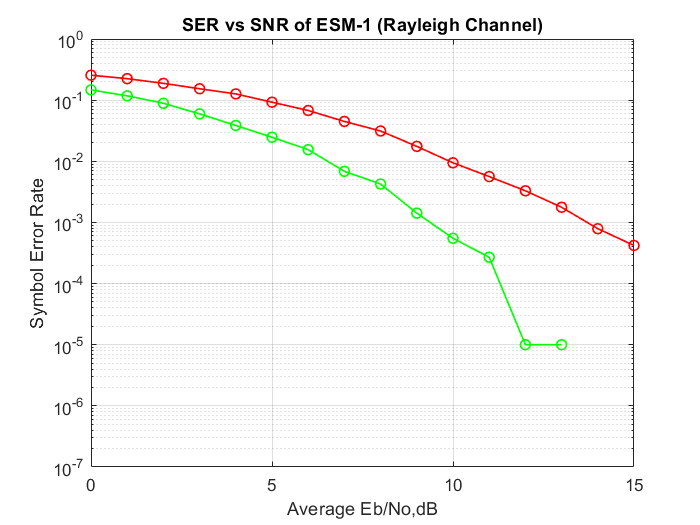 SER vs SNR of ESM-1 (Rayleigh Channel)
10^0
10^-1
10^-2
10^-3
10^-4
10^-5
10^-6
10^-7
Symbol Error Rate
0 5 10 15
Average Eb/No,dB